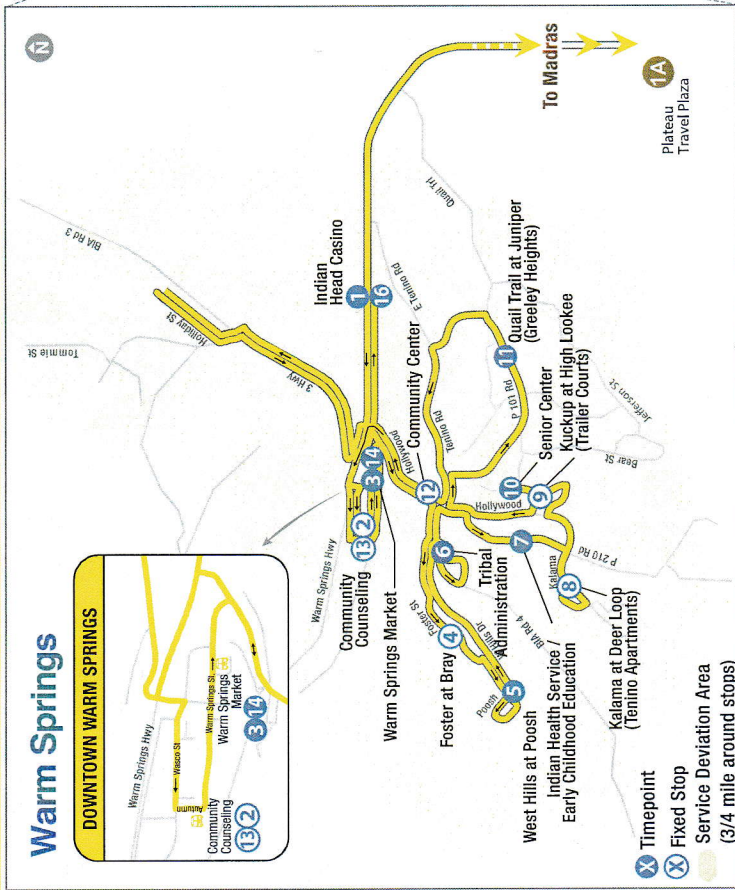 Warm Springs
DOWNTOWN WARM SPRINGS
Warm Springs Hwy
Wasco St
Autumn
Warm Springs St.
Community
Counseling
13 2
Warm Springs
Market
3 14
N
BIA Rd 3
Tommie St
Holliday St
3 Hwy
Warm Springs Hwy
Indian
Head Casino
1
16
To Madras
1A
Plateau
Travel Plaza
Quail Trl
E Tenino Rd
Community Center
12
Hollywood
3 14
13 2
Community
Counseling
Warm Springs Market
Tenino Rd
P 101 Rd
11
Quail Trail at Juniper
(Greeley Heights)
Jefferson St
Bear St
Senior Center
10
Kuckup at High Lookee
(Trailer Courts)
9
Hollywood
6
Tribal
Administration
Foster St
4
Foster at Bray
Hills Dr
BIA Rd 4
Poosh
5
West Hills at Poosh
7
Indian Health Service /
Early Childhood Education
Kalama
P 210 Rd
8
Kalama at Deer Loop
(Tenino Apartments)
X Timepoint
X Fixed Stop
Service Deviation Area
(3/4 mile around stops)